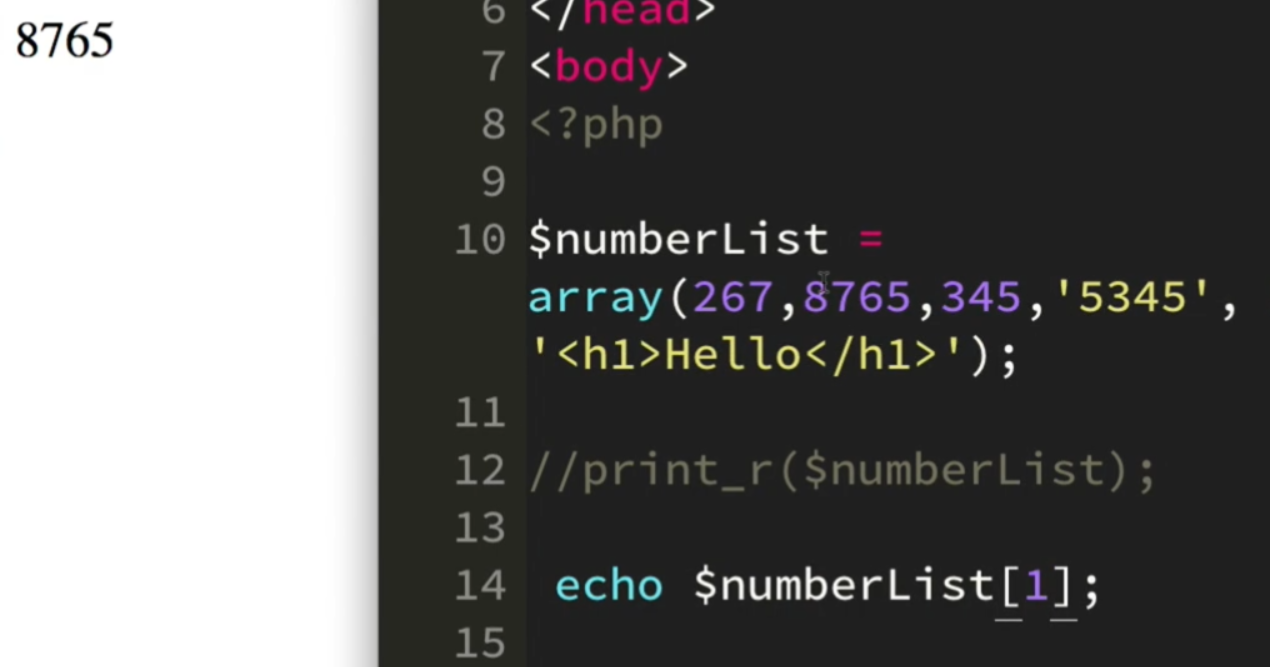 8765
6 </head>
7 <body>
8 <?php
9
10 $numberList =
array(267,8765,345,'5345',
'<h1>Hello</h1>');
11
12 //print_r($numberList);
13
14 echo $numberList[1];
15